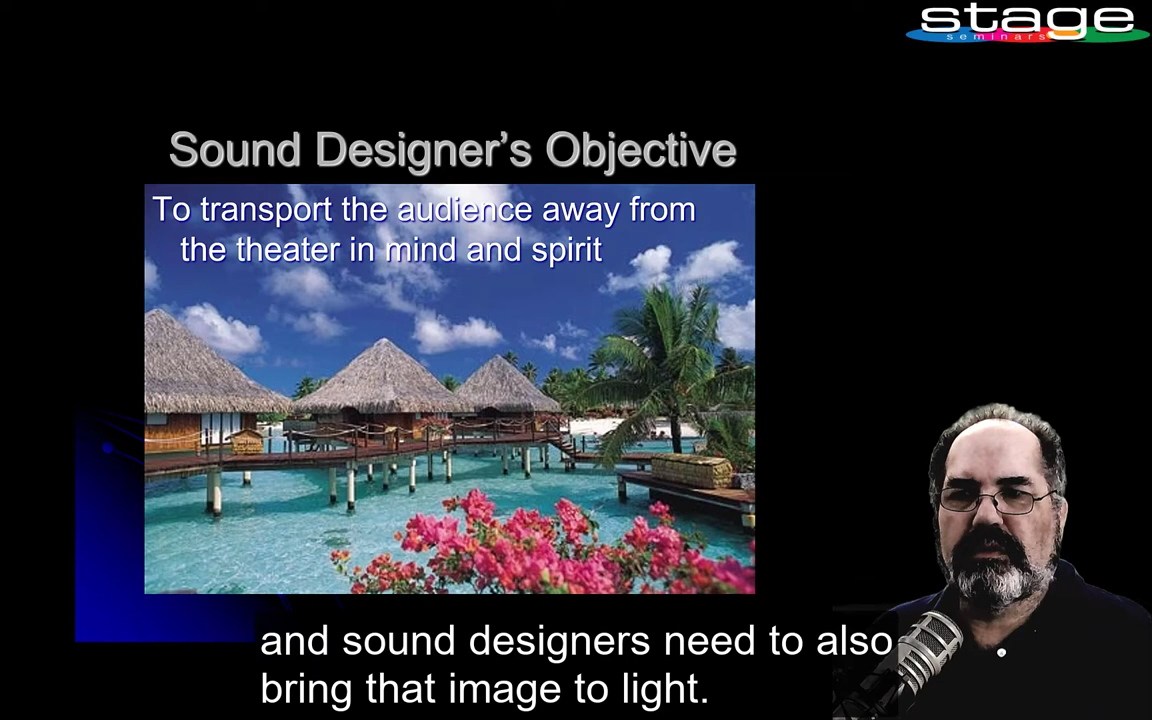 stage
seminars
Sound Designer's Objective
To transport the audience away from
the theater in mind and spirit
and sound designers need to also
bring that image to light.